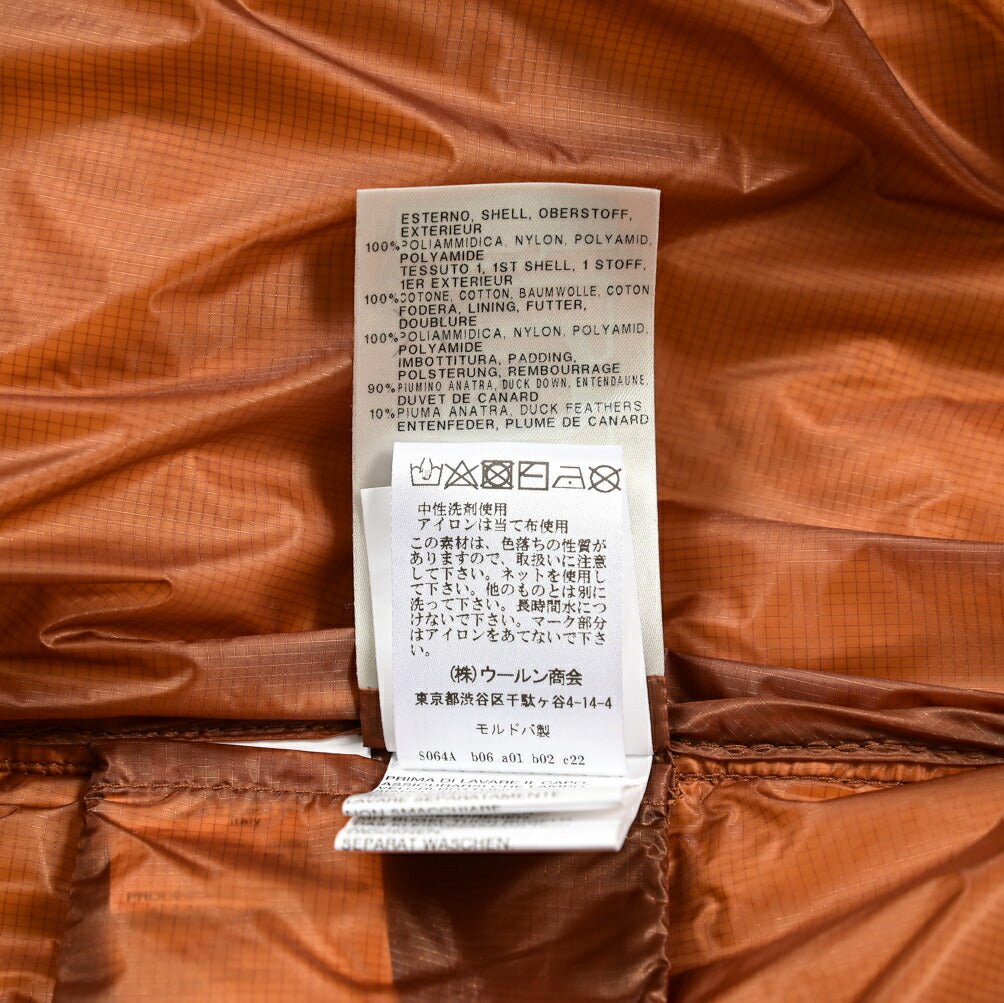 ESTERNO, SHELL, OBERSTOFF,
EXTERIEUR
100% POLIAMMIDICA, NYLON, POLYAMID,
POLYAMIDE
TESSUTO 1, 1ST SHELL, 1 STOFF,
1ER EXTERIEUR
100% COTONE, COTTON, BAUMWOLLE, COTON
FODERA, LINING, FUTTER,
DOUBLURE
100% POLIAMMIDICA, NYLON, POLYAMID,
POLYAMIDE
IMBOTTITURA, PADDING,
POLSTERUNG, REMBOURRAGE
90% PIUMINO ANATRA, DUCK DOWN, ENTENDAUNE,
DUVET DE CANARD
10% PIUMA ANATRA, DUCK FEATHERS,
ENTENFEDER, PLUME DE CANARD
中性洗剤使用
アイロンは当て布使用
この素材は、色落ちの性質が
ありますので、取扱いに注意
して下さい。ネットを使用し
て下さい。他のものとは別に
洗って下さい。長時間水につ
けないで下さい。マーク部分
はアイロンをあてないで下さ
い。
(株)ウールン商会
東京都渋谷区千駄ヶ谷4-14-4
モルドバ製
8064A b06 a01 b02 c22
PRIMA DI LAVARE IL CAPO,
LAVARE SEPARATAMENTE
SEPARAT WASCHEN